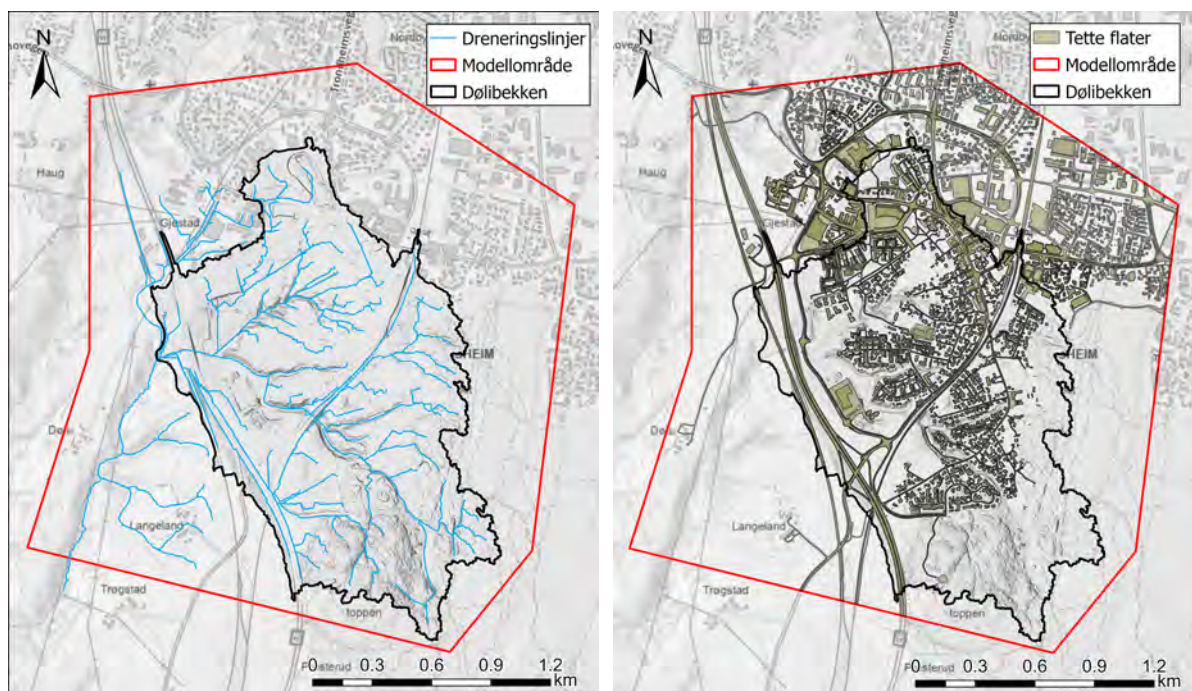 N
Dreneringslinjer
Modellområde
Dølibekken
Trondheimsveg
Haug
Gjestad
HEIM
Langeland
Trøgstad
toppen
0 0.3 0.6 0.9 1.2
km
N
Tette flater
Modellområde
Dølibekken
Haug
Gjestad
HEIM
Langeland
Trøgstad
toppen
0 0.3 0.6 0.9 1.2
km